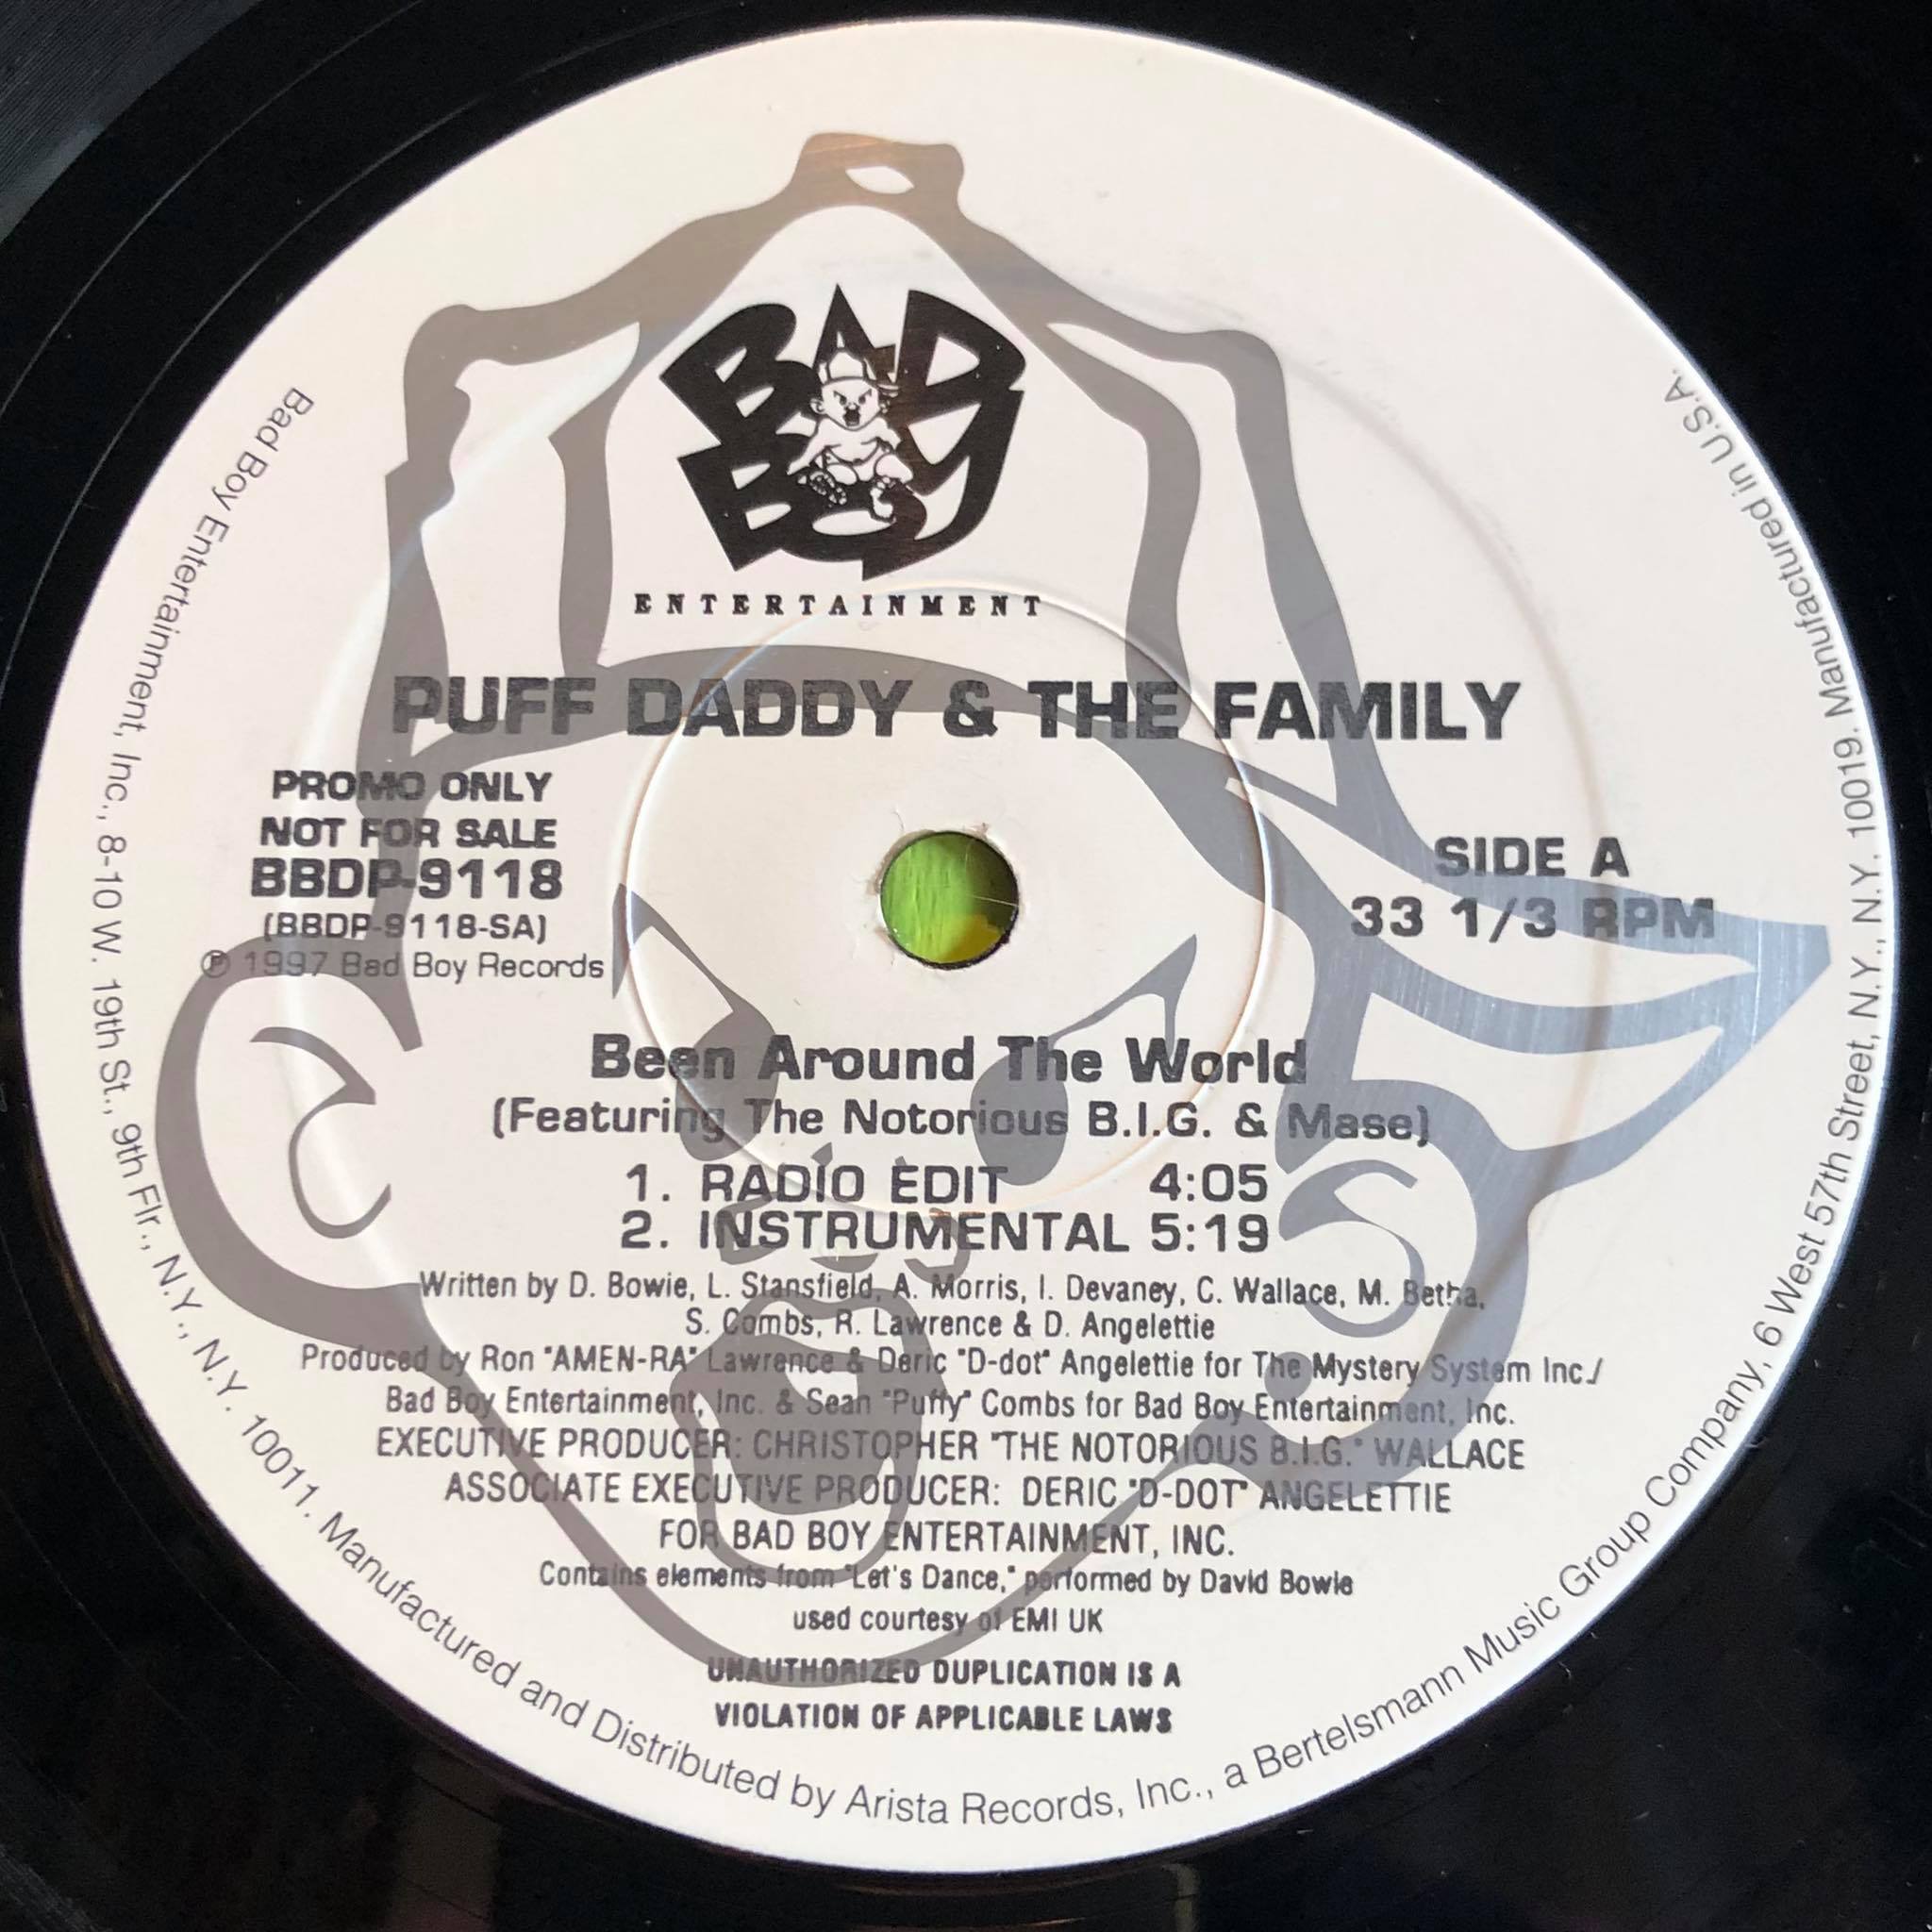 BAD BOY
ENTERTAINMENT
PUFF DADDY & THE FAMILY
PROMO ONLY
NOT FOR SALE
BBDP-9118
(BBDP-9118-SA)
℗ 1997 Bad Boy Records
SIDE A
33 1/3 RPM
Been Around The World
(Featuring The Notorious B.I.G. & Mase)
1. RADIO EDIT 4:05
2. INSTRUMENTAL 5:19
Written by D. Bowie, L. Stansfield, A. Morris, I. Devaney, C. Wallace, M. Betha,
S. Combs, R. Lawrence & D. Angelettie
Produced by Ron "AMEN-RA" Lawrence & Deric "D-dot" Angelettie for The Mystery System Inc./
Bad Boy Entertainment, Inc. & Sean "Puffy" Combs for Bad Boy Entertainment, Inc.
EXECUTIVE PRODUCER: CHRISTOPHER "THE NOTORIOUS B.I.G." WALLACE
ASSOCIATE EXECUTIVE PRODUCER: DERIC "D-DOT" ANGELETTIE
FOR BAD BOY ENTERTAINMENT, INC.
Contains elements from "Let's Dance," performed by David Bowie
used courtesy of EMI UK
UNAUTHORIZED DUPLICATION IS A
VIOLATION OF APPLICABLE LAWS
Bad Boy Entertainment, Inc., 8-10 W. 19th St., 9th Flr., N.Y., N.Y. 10011. Manufactured and Distributed by Arista Records, Inc., a Bertelsmann Music Group Company, 6 West 57th Street, N.Y., N.Y. 10019. Manufactured in U.S.A.